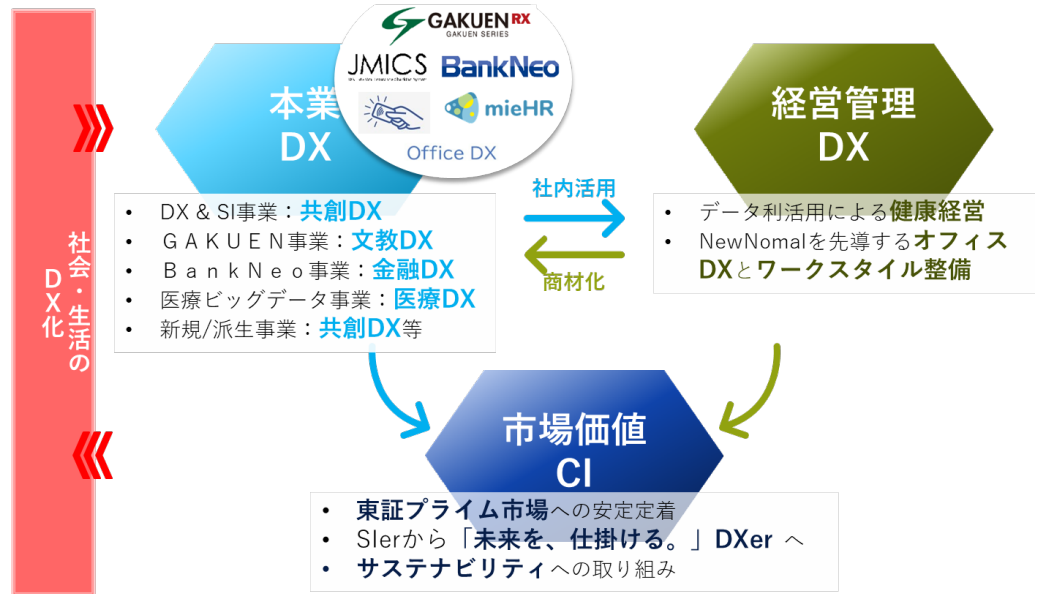 社会・生活の
DX化
GAKUEN RX
GAKUEN SERIES
JMICS
BankNeo
mieHR
Office DX
本業
DX
• DX & SI事業：共創DX
• ＧＡＫＵＥＮ事業：文教DX
• ＢａｎｋＮｅｏ事業：金融DX
• 医療ビッグデータ事業：医療DX
• 新規/派生事業：共創DX等
社内活用
商材化
経営管理
DX
• データ利活用による健康経営
• NewNomalを先導するオフィス
DXとワークスタイル整備
市場価値
CI
• 東証プライム市場への安定定着
• SIerから「未来を、仕掛ける。」DXer へ
• サステナビリティへの取り組み